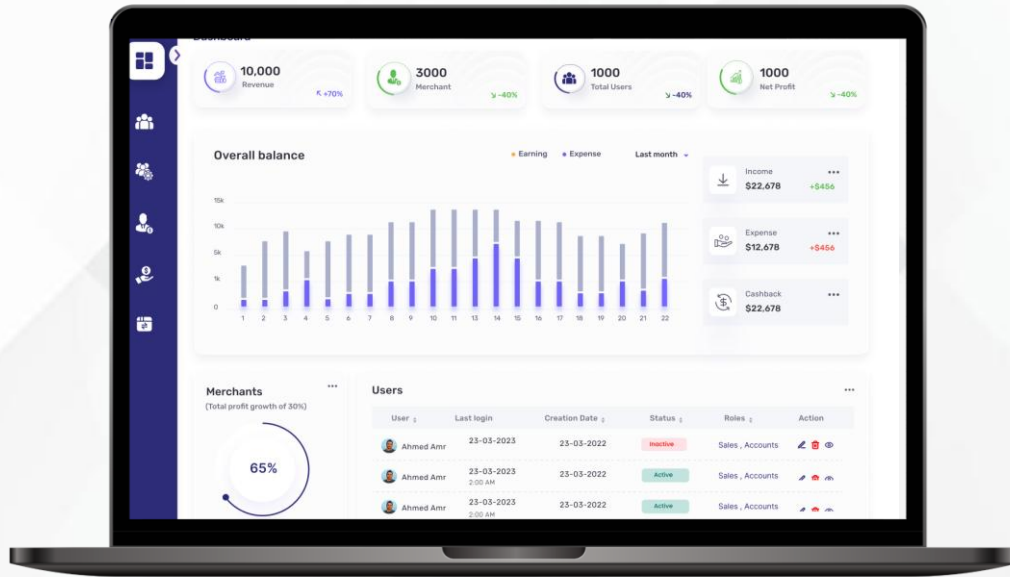 Dashboard
10,000
Revenue
+70%
3000
Merchant
-40%
1000
Total Users
-40%
1000
Net Profit
-40%
Overall balance
Earning
Expense
Last month
15k
10k
5k
1k
0
1 2 3 4 5 6 7 8 9 10 11 13 14 15 16 17 18 19 20 21 22
Income
$22,678
+$456
Expense
$12,678
+$456
Cashback
$22,678
Merchants
(Total profit growth of 30%)
65%
Users
User Last login Creation Date Status Roles Action
Ahmed Amr 23-03-2023 23-03-2022 Inactive Sales , Accounts
Ahmed Amr 23-03-2023 23-03-2022 Active Sales , Accounts
2:00 AM
Ahmed Amr 23-03-2023 23-03-2022 Active Sales , Accounts
2:00 AM